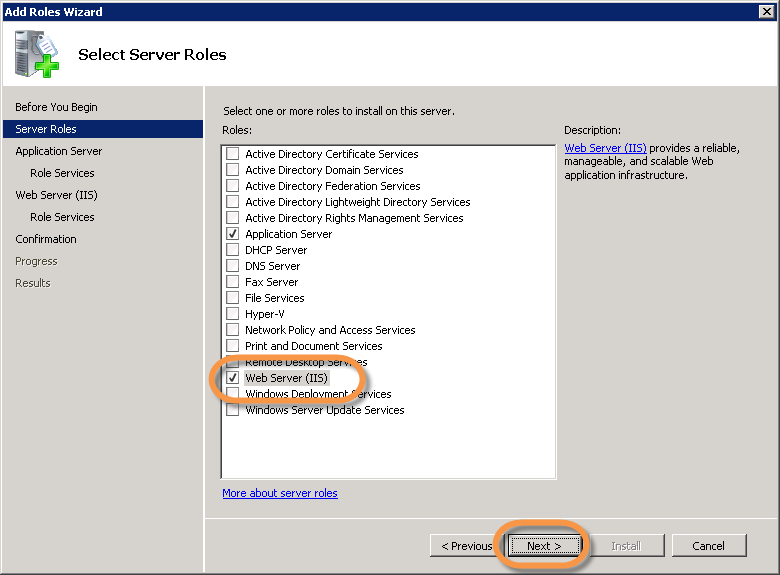 Add Roles Wizard
Select Server Roles
Before You Begin
Server Roles
Application Server
Role Services
Web Server (IIS)
Role Services
Confirmation
Progress
Results
Select one or more roles to install on this server.
Roles:
Active Directory Certificate Services
Active Directory Domain Services
Active Directory Federation Services
Active Directory Lightweight Directory Services
Active Directory Rights Management Services
Application Server
DHCP Server
DNS Server
Fax Server
File Services
Hyper-V
Network Policy and Access Services
Print and Document Services
Remote Desktop Services
Web Server (IIS)
Windows Deployment Services
Windows Server Update Services
More about server roles
Description:
Web Server (IIS) provides a reliable,
manageable, and scalable Web
application infrastructure.
< Previous
Next >
Install
Cancel